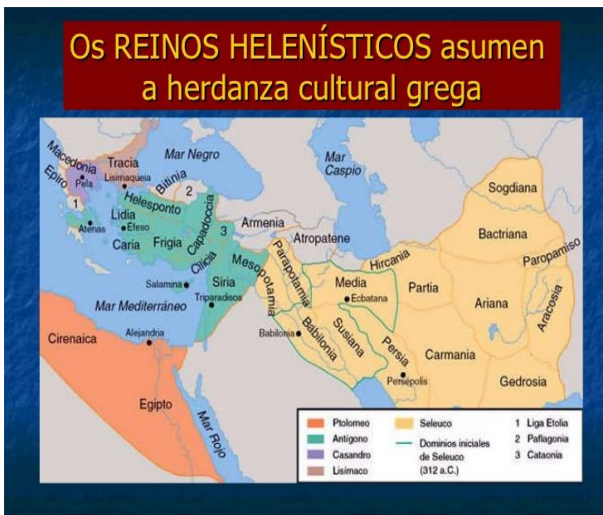 Os REINOS HELENÍSTICOS asumen
a herdanza cultural grega
Mar Negro
Mar
Caspio
Macedonia
Tracia
Epiro
Pela
Lisimaqueia
Bitinia
2
1
Helesponto
Capadoccia
3
Armenia
Atropatene
Hircania
Sogdiana
Bactriana
Paropamiso
Lidia
Atenas
Éfeso
Caria
Frigia
Cilicia
Mesopotamia
Parapotamia
Media
Ecbatana
Partia
Ariana
Aracosia
Salamina
Siria
Triparadisos
Mar Mediterráneo
Babilonia
Babilonia
Susiana
Persia
Carmania
Persépolis
Gedrosia
Cirenaica
Alejandria
Egipto
Mar Rojo
Ptolomeo
Antígono
Casandro
Lisímaco
Seleuco
Dominios iniciales
de Seleuco
(312 a.C.)
1 Liga Etolia
2 Paflagonia
3 Cataonia